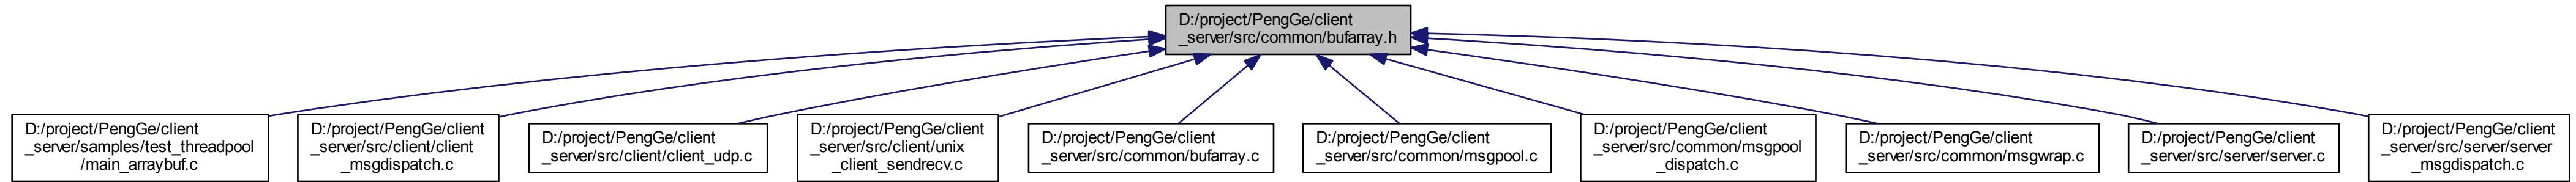 D:/project/PengGe/client
_server/src/common/bufarray.h
D:/project/PengGe/client
_server/samples/test_threadpool
/main_arraybuf.c
D:/project/PengGe/client
_server/src/client/client
_msgdispatch.c
D:/project/PengGe/client
_server/src/client/client_udp.c
D:/project/PengGe/client
_server/src/client/unix
_client_sendrecv.c
D:/project/PengGe/client
_server/src/common/bufarray.c
D:/project/PengGe/client
_server/src/common/msgpool.c
D:/project/PengGe/client
_server/src/common/msgpool
_dispatch.c
D:/project/PengGe/client
_server/src/common/msgwrap.c
D:/project/PengGe/client
_server/src/server/server.c
D:/project/PengGe/client
_server/src/server/server
_msgdispatch.c